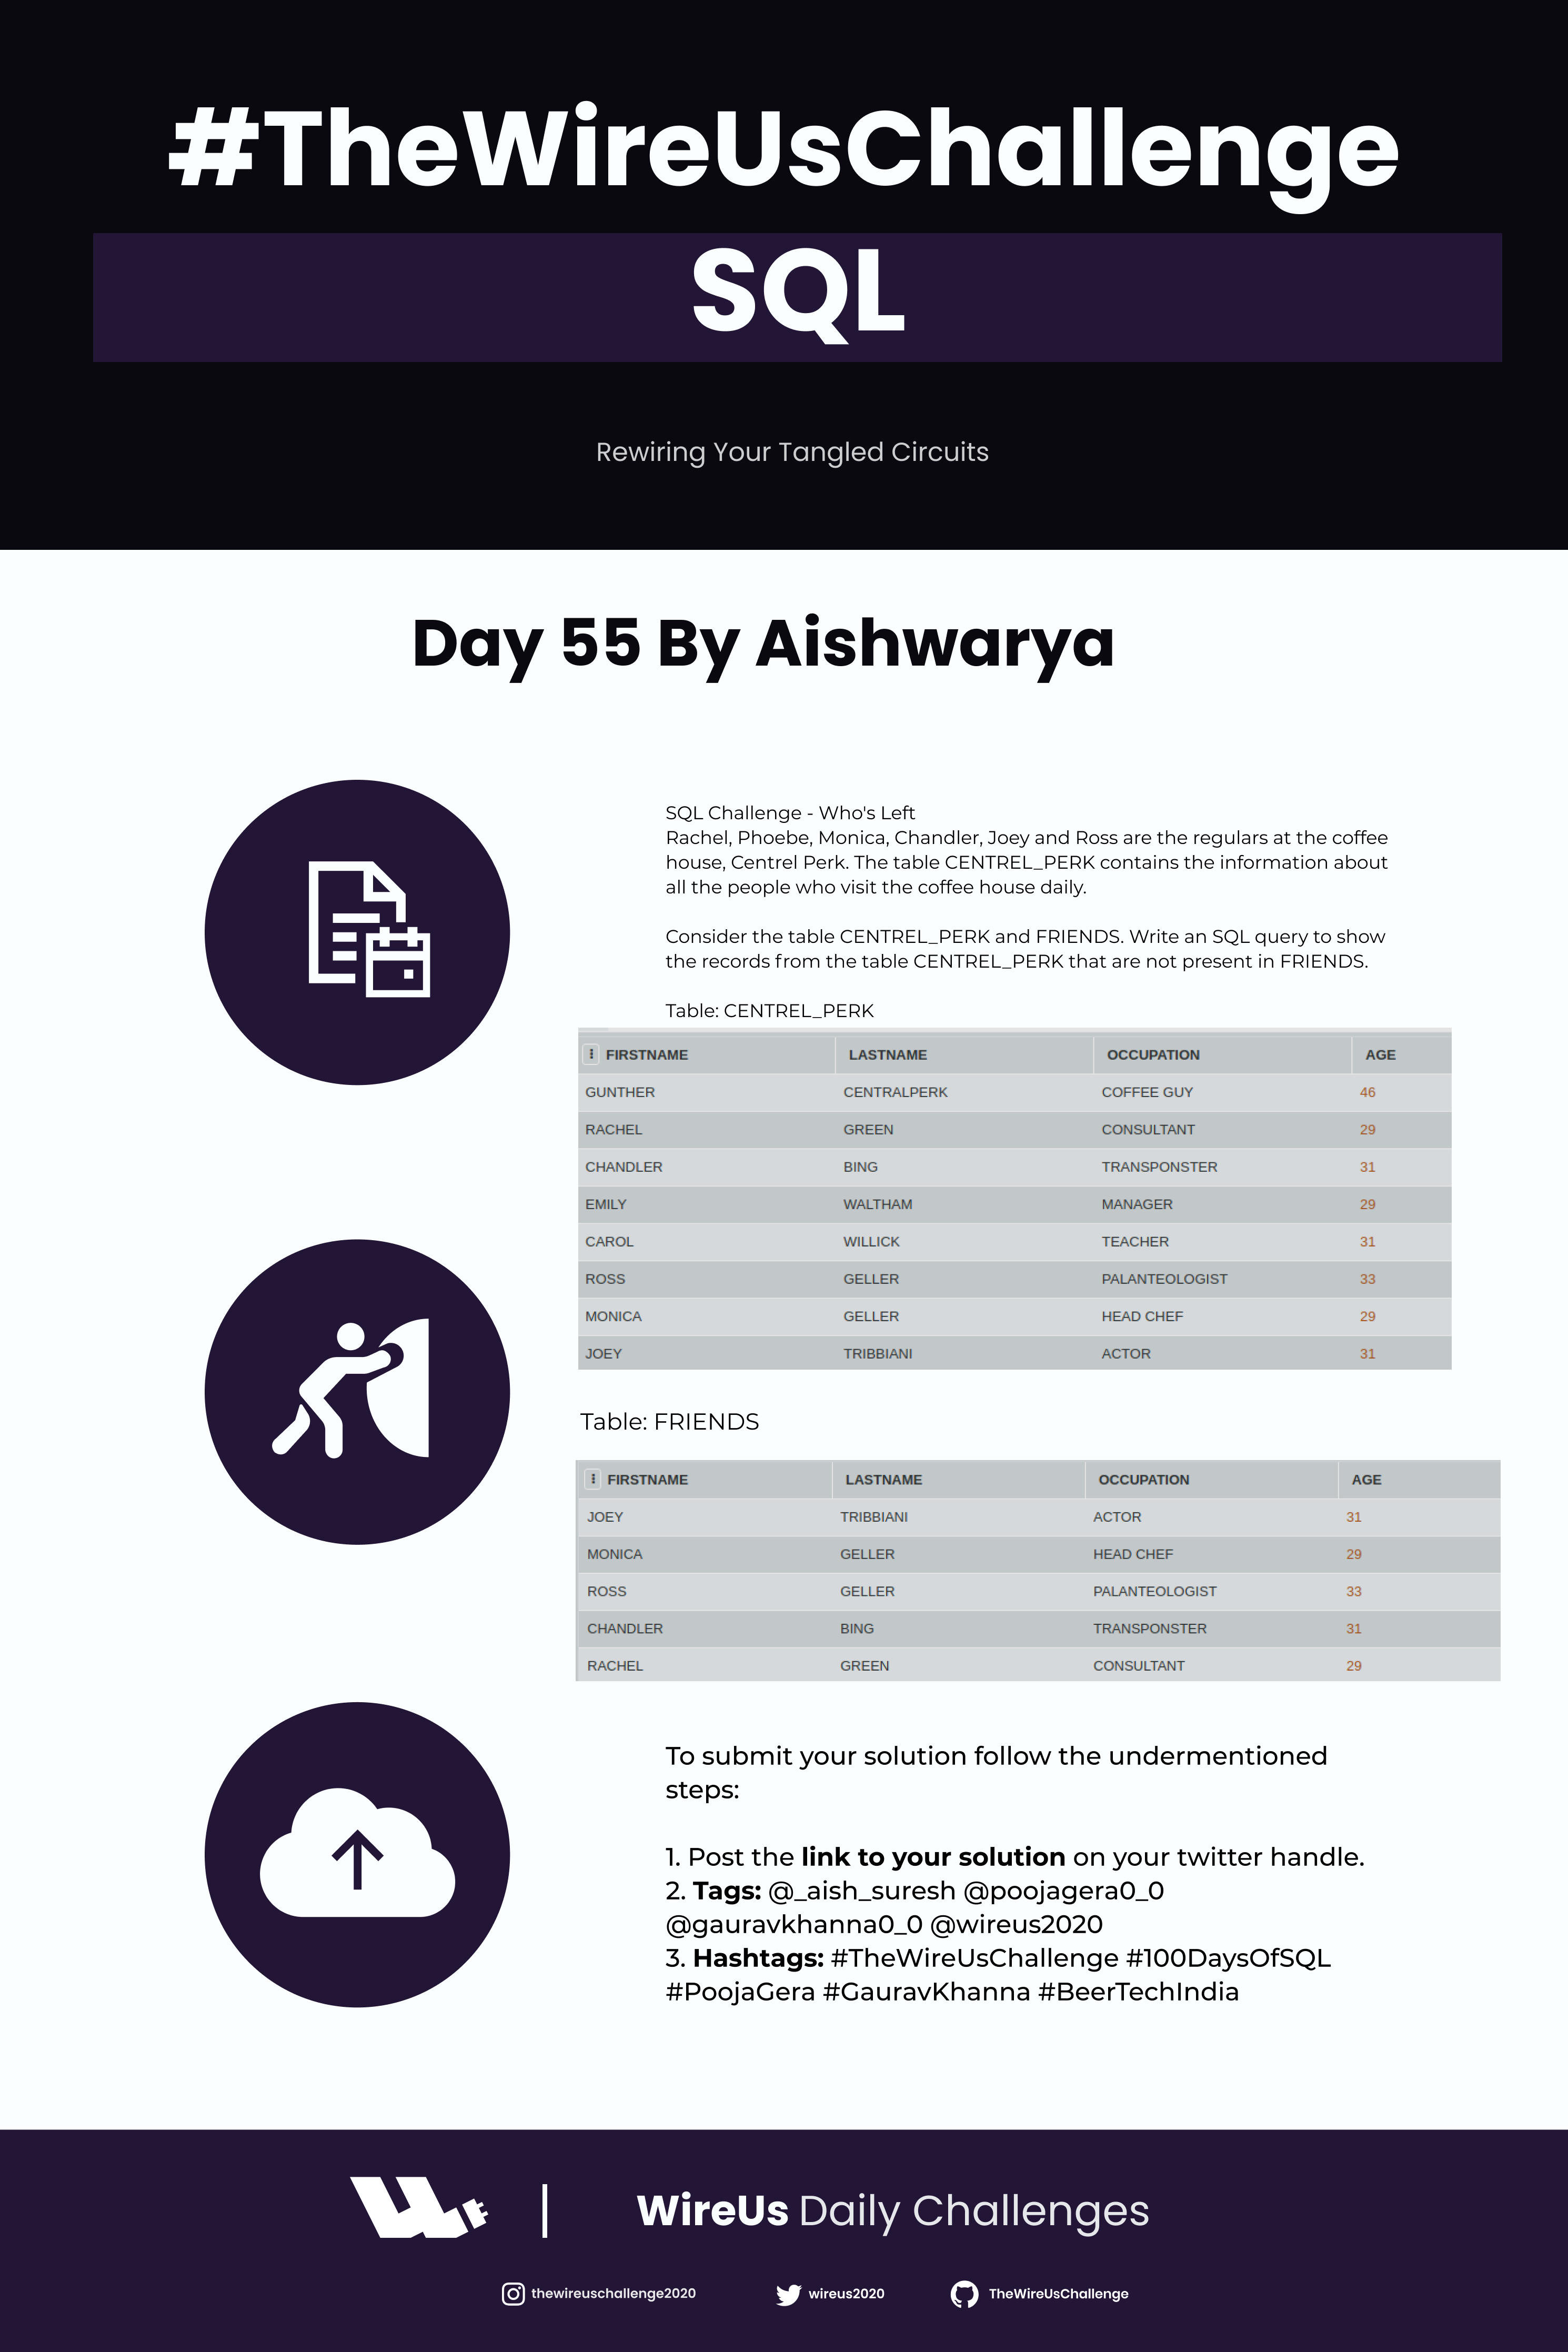 #TheWireUsChallenge
SQL
Rewiring Your Tangled Circuits
Day 55 By Aishwarya
SQL Challenge - Who's Left
Rachel, Phoebe, Monica, Chandler, Joey and Ross are the regulars at the coffee
house, Centrel Perk. The table CENTREL_PERK contains the information about
all the people who visit the coffee house daily.
Consider the table CENTREL_PERK and FRIENDS. Write an SQL query to show
the records from the table CENTREL_PERK that are not present in FRIENDS.
Table: CENTREL_PERK
FIRSTNAME LASTNAME OCCUPATION AGE
GUNTHER CENTRALPERK COFFEE GUY 46
RACHEL GREEN CONSULTANT 29
CHANDLER BING TRANSPONSTER 31
EMILY WALTHAM MANAGER 29
CAROL WILLICK TEACHER 31
ROSS GELLER PALANTEOLOGIST 33
MONICA GELLER HEAD CHEF 29
JOEY TRIBBIANI ACTOR 31
Table: FRIENDS
FIRSTNAME LASTNAME OCCUPATION AGE
JOEY TRIBBIANI ACTOR 31
MONICA GELLER HEAD CHEF 29
ROSS GELLER PALANTEOLOGIST 33
CHANDLER BING TRANSPONSTER 31
RACHEL GREEN CONSULTANT 29
To submit your solution follow the undermentioned
steps:
1. Post the link to your solution on your twitter handle.
2. Tags: @_aish_suresh @poojagera0_0
@gauravkhanna0_0 @wireus2020
3. Hashtags: #TheWireUsChallenge #100DaysOfSQL
#PoojaGera #GauravKhanna #BeerTechIndia
WireUs Daily Challenges
thewireuschallenge2020 wireus2020 TheWireUsChallenge